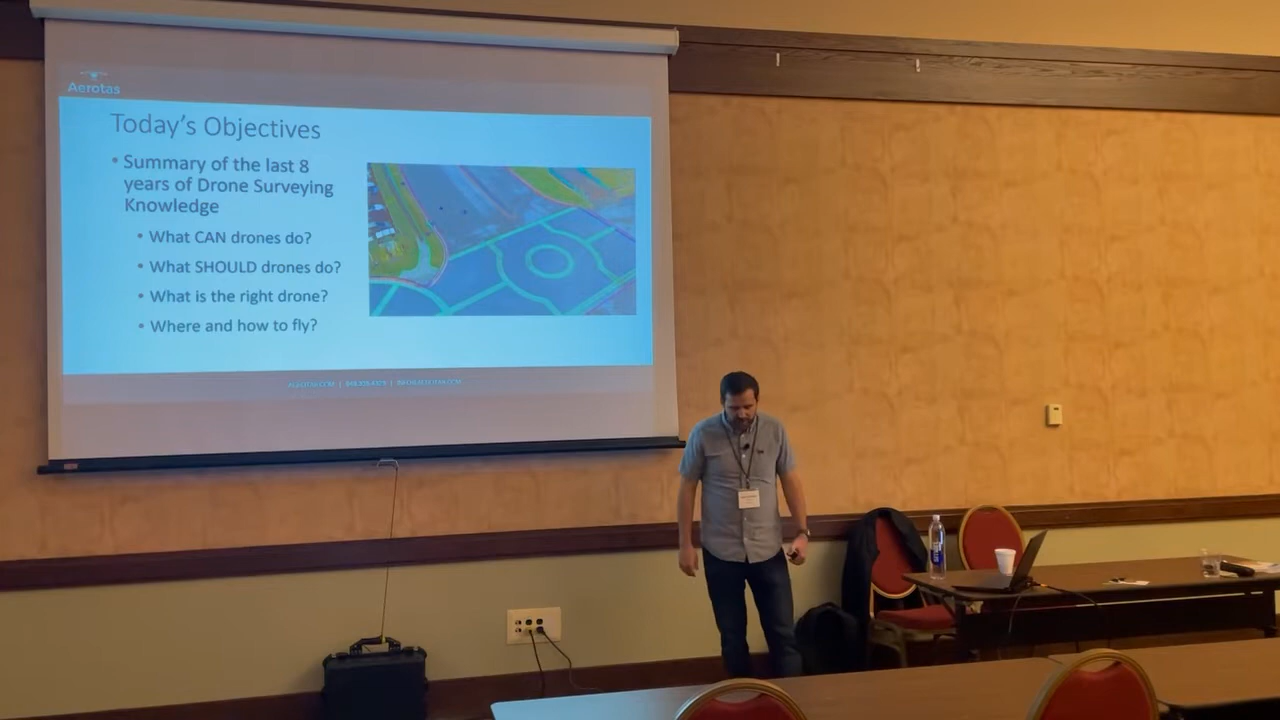 Aerotas
Today's Objectives
• Summary of the last 8
years of Drone Surveying
Knowledge
• What CAN drones do?
• What SHOULD drones do?
• What is the right drone?
• Where and how to fly?